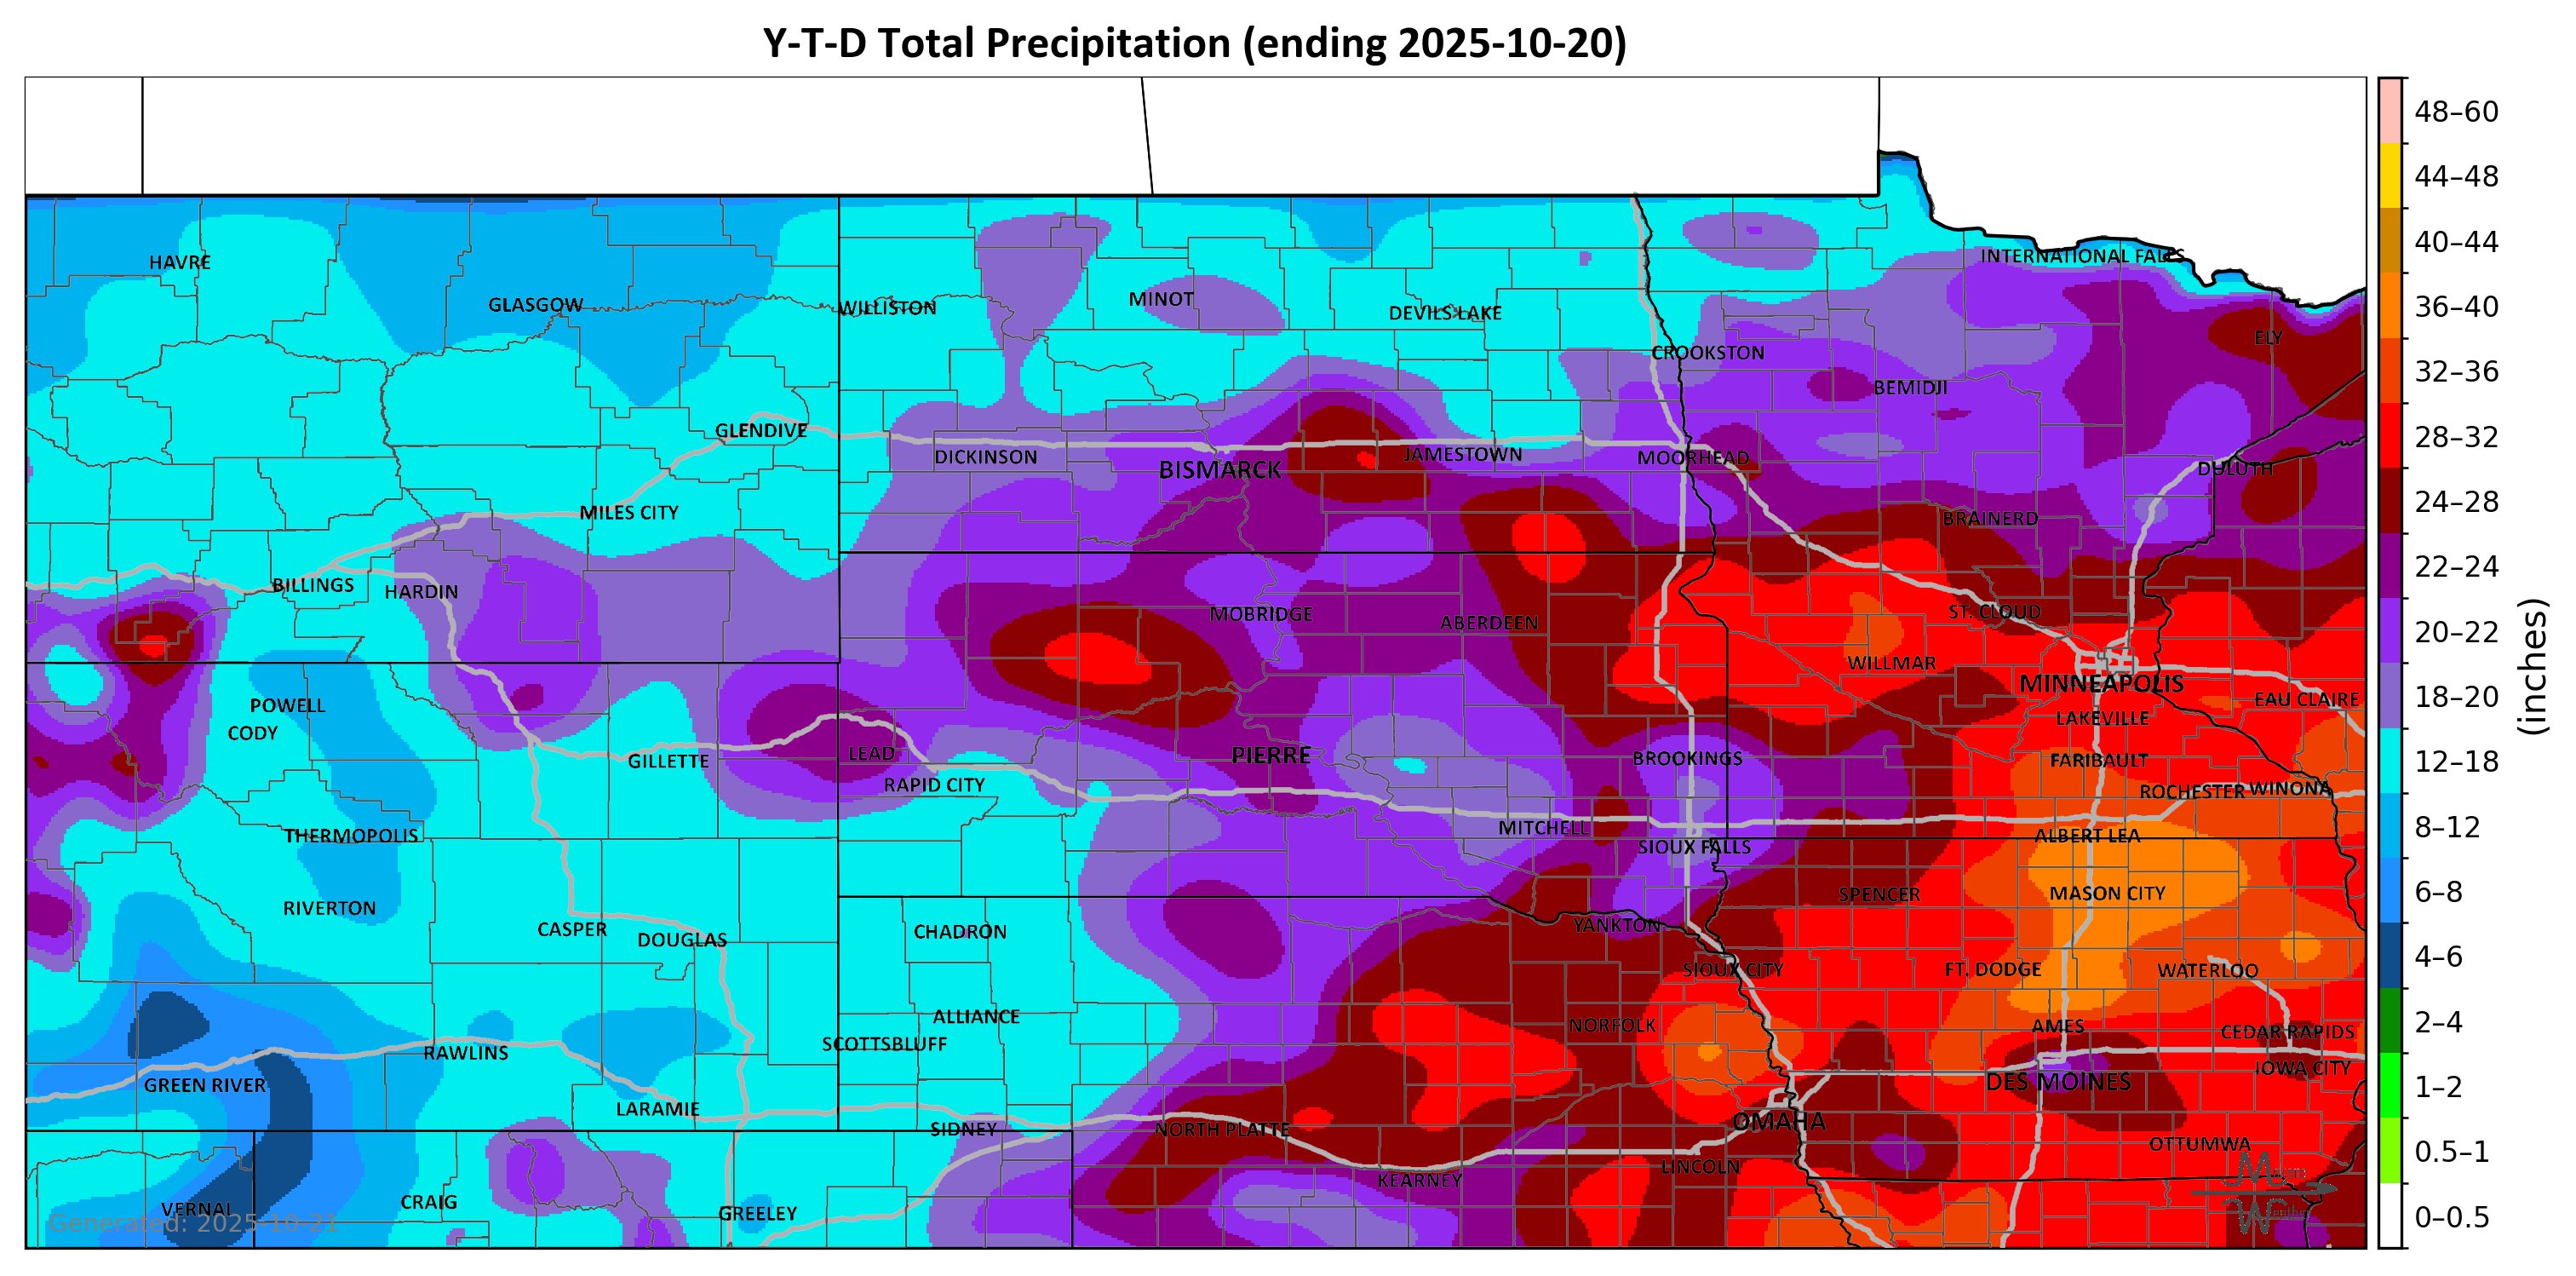 Y-T-D Total Precipitation (ending 2025-10-20)
48–60
44–48
40–44
36–40
32–36
28–32
24–28
22–24
20–22
18–20
12–18
8–12
6–8
4–6
2–4
1–2
0.5–1
0–0.5
(inches)
INTERNATIONAL FALLS
HAVRE
GLASGOW
WILLISTON
MINOT
DEVILS LAKE
ELY
CROOKSTON
BEMIDJI
GLENDIVE
DICKINSON
BISMARCK
JAMESTOWN
MOORHEAD
DULUTH
MILES CITY
BRAINERD
BILLINGS
HARDIN
MOBRIDGE
ABERDEEN
ST. CLOUD
WILLMAR
MINNEAPOLIS
EAU CLAIRE
POWELL
CODY
LAKEVILLE
GILLETTE
LEAD
PIERRE
BROOKINGS
FARIBAULT
RAPID CITY
ROCHESTER
WINONA
THERMOPOLIS
MITCHELL
ALBERT LEA
SIOUX FALLS
RIVERTON
SPENCER
MASON CITY
CASPER
DOUGLAS
CHADRON
YANKTON
SIOUX CITY
FT. DODGE
WATERLOO
ALLIANCE
NORFOLK
AMES
CEDAR RAPIDS
SCOTTSBLUFF
RAWLINS
GREEN RIVER
DES MOINES
IOWA CITY
LARAMIE
SIDNEY
NORTH PLATTE
OMAHA
OTTUMWA
LINCOLN
KEARNEY
VERNAL
CRAIG
GREELEY
Generated: 2025-10-21